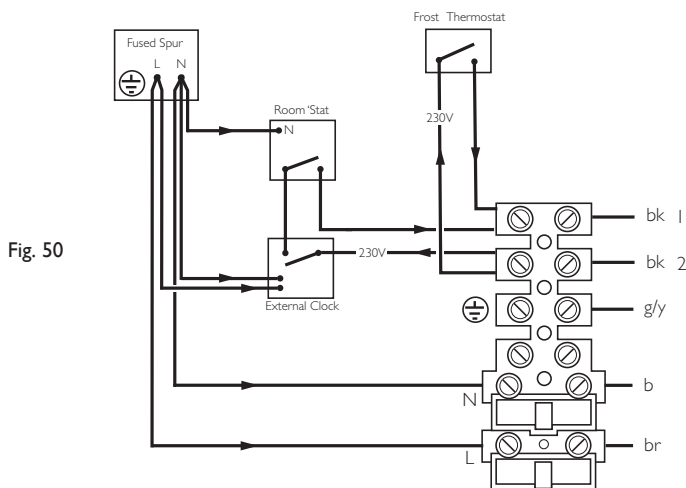 Frost Thermostat
Fused Spur
L N
Room 'Stat
N
230V
bk 1
Fig. 50
230V
bk 2
External Clock
g/y
N
b
L
br